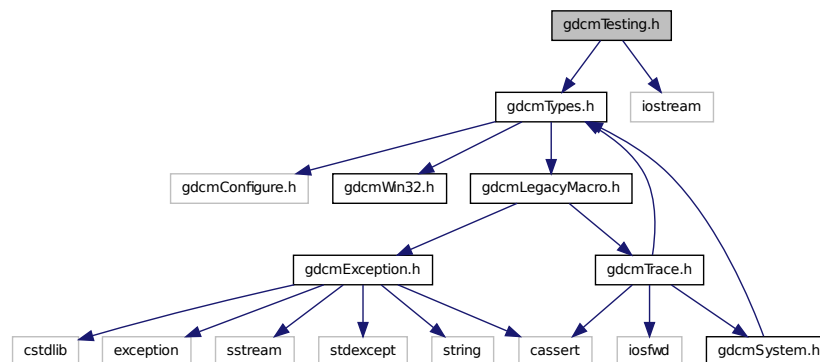 gdcmTesting.h
gdcmTypes.h
iostream
gdcmConfigure.h
gdcmWin32.h
gdcmLegacyMacro.h
gdcmException.h
gdcmTrace.h
cstdlib
exception
sstream
stdexcept
string
cassert
iosfwd
gdcmSystem.h